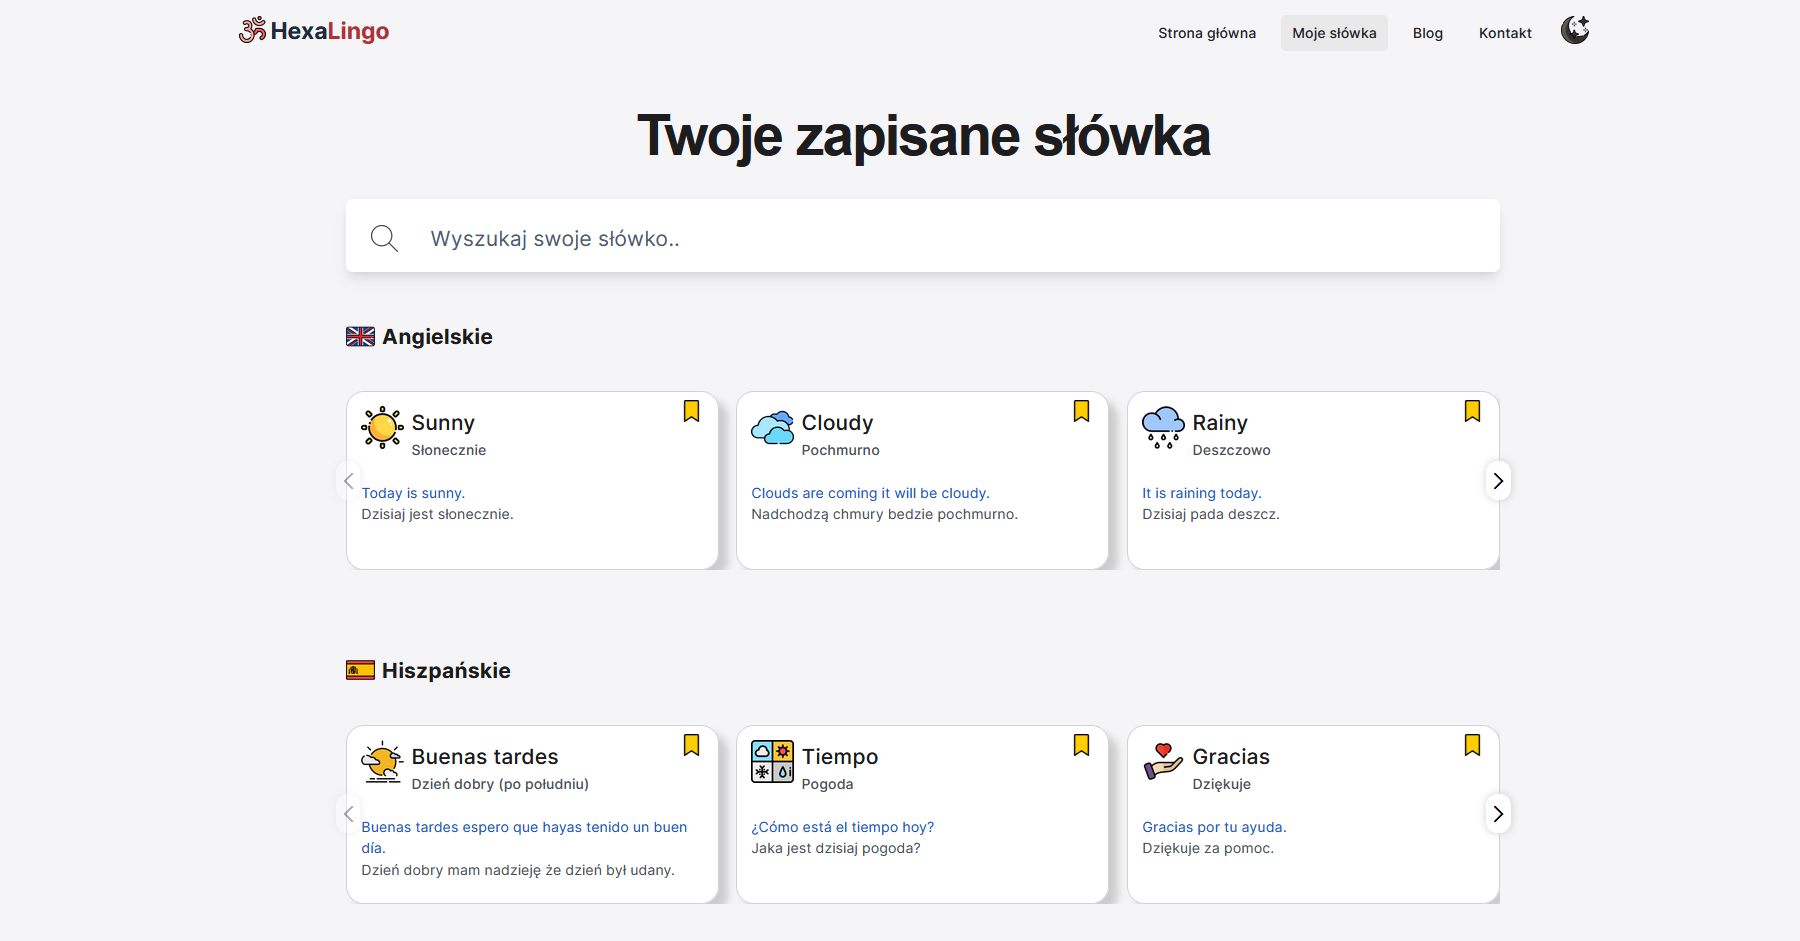 HexaLingo
Strona główna
Moje słówka
Blog
Kontakt
Twoje zapisane słówka
Wyszukaj swoje słówko..
Angielskie
Sunny
Słonecznie
Today is sunny.
Dzisiaj jest słonecznie.
Cloudy
Pochmurno
Clouds are coming it will be cloudy.
Nadchodzą chmury bedzie pochmurno.
Rainy
Deszczowo
It is raining today.
Dzisiaj pada deszcz.
Hiszpańskie
Buenas tardes
Dzień dobry (po południu)
Buenas tardes espero que hayas tenido un buen
día.
Dzień dobry mam nadzieję że dzień był udany.
Tiempo
Pogoda
¿Cómo está el tiempo hoy?
Jaka jest dzisiaj pogoda?
Gracias
Dziękuje
Gracias por tu ayuda.
Dziękuje za pomoc.